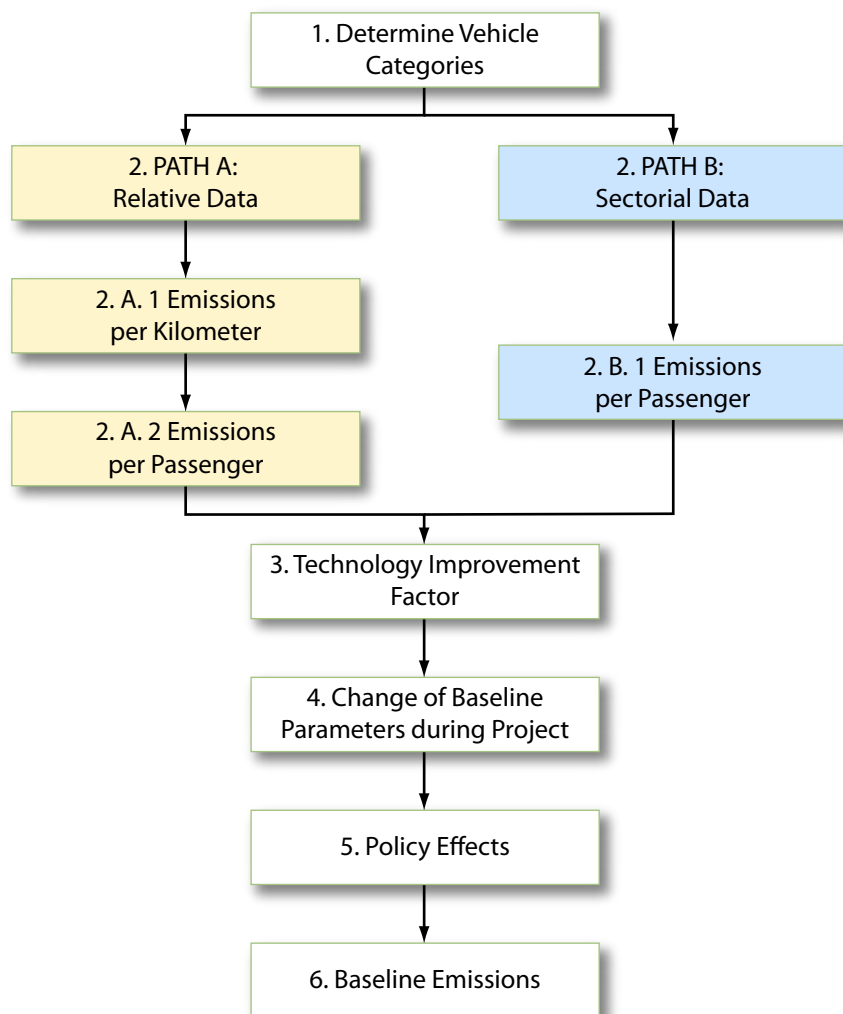 1. Determine Vehicle
Categories
2. PATH A:
Relative Data
2. PATH B:
Sectorial Data
2. A. 1 Emissions
per Kilometer
2. B. 1 Emissions
per Passenger
2. A. 2 Emissions
per Passenger
3. Technology Improvement
Factor
4. Change of Baseline
Parameters during Project
5. Policy Effects
6. Baseline Emissions